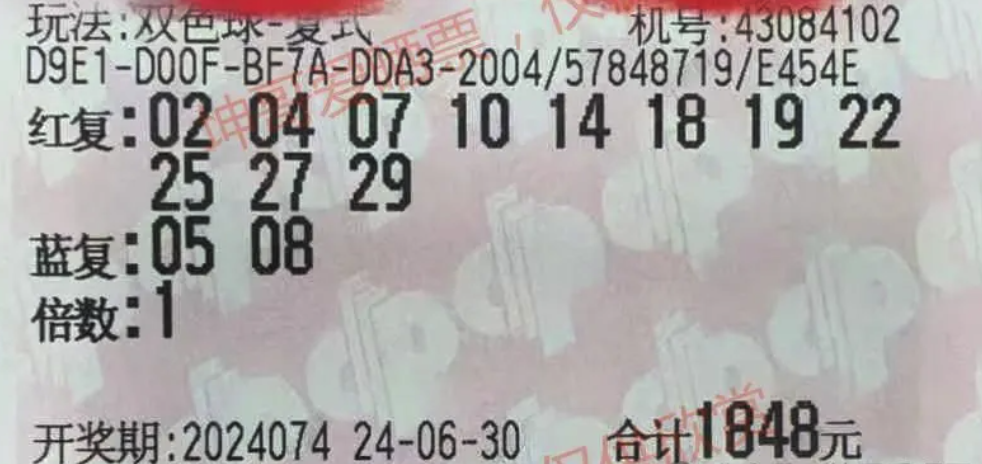 玩法:双色球-复式 机号:43084102
D9E1-D00F-BF7A-DDA3-2004/57848719/E454E
红复:02 04 07 10 14 18 19 22
25 27 29
蓝复:05 08
倍数:1
开奖期:2024074 24-06-30 合计1848元